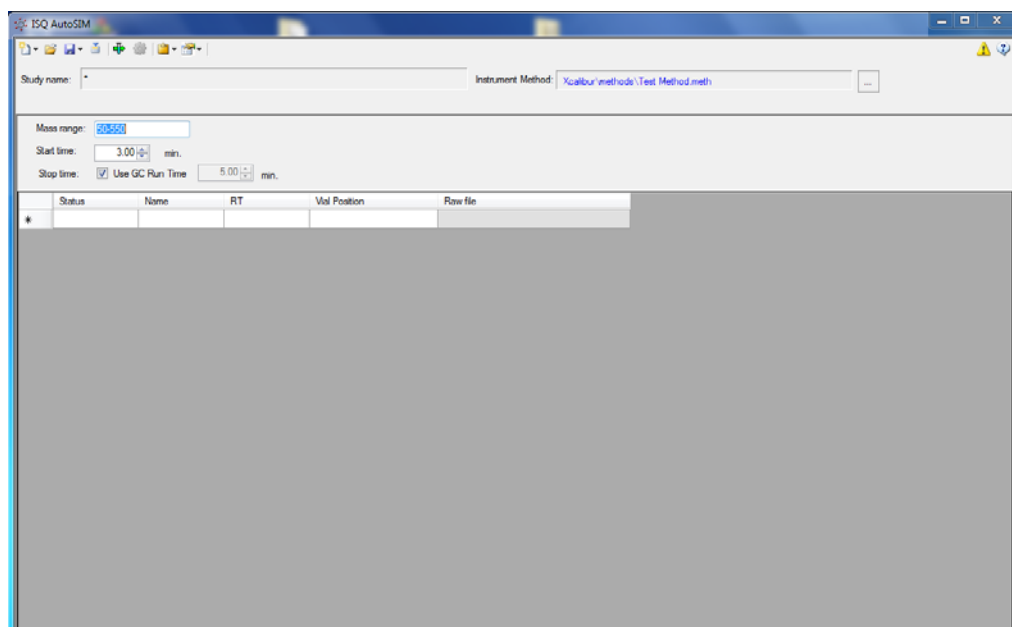 ISQ AutoSIM
Study name: * Instrument Method: Xcalibur\methods\Test Method.meth ...
Mass range: 50-550
Start time: 3.00 min.
Stop time: Use GC Run Time 5.00 min.
Status Name RT Vial Position Raw file
*